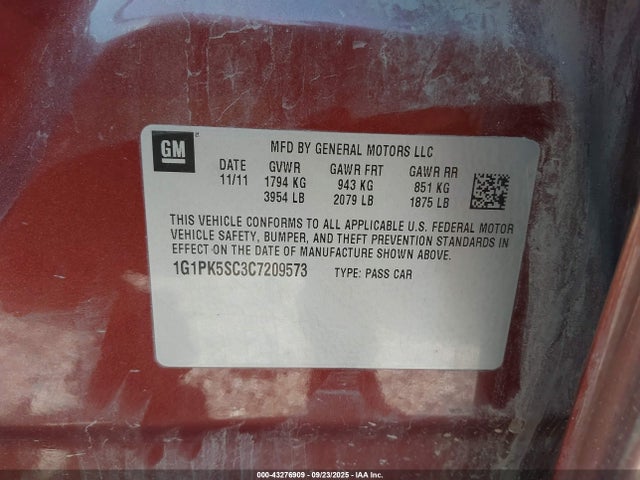 GM
MFD BY GENERAL MOTORS LLC
DATE GVWR GAWR FRT GAWR RR
11/11 1794 KG 943 KG 851 KG
3954 LB 2079 LB 1875 LB
THIS VEHICLE CONFORMS TO ALL APPLICABLE U.S. FEDERAL MOTOR
VEHICLE SAFETY, BUMPER, AND THEFT PREVENTION STANDARDS IN
EFFECT ON THE DATE OF MANUFACTURE SHOWN ABOVE.
1G1PK5SC3C7209573 TYPE: PASS CAR
000-43276909 - 09/23/2025 - IAA Inc.